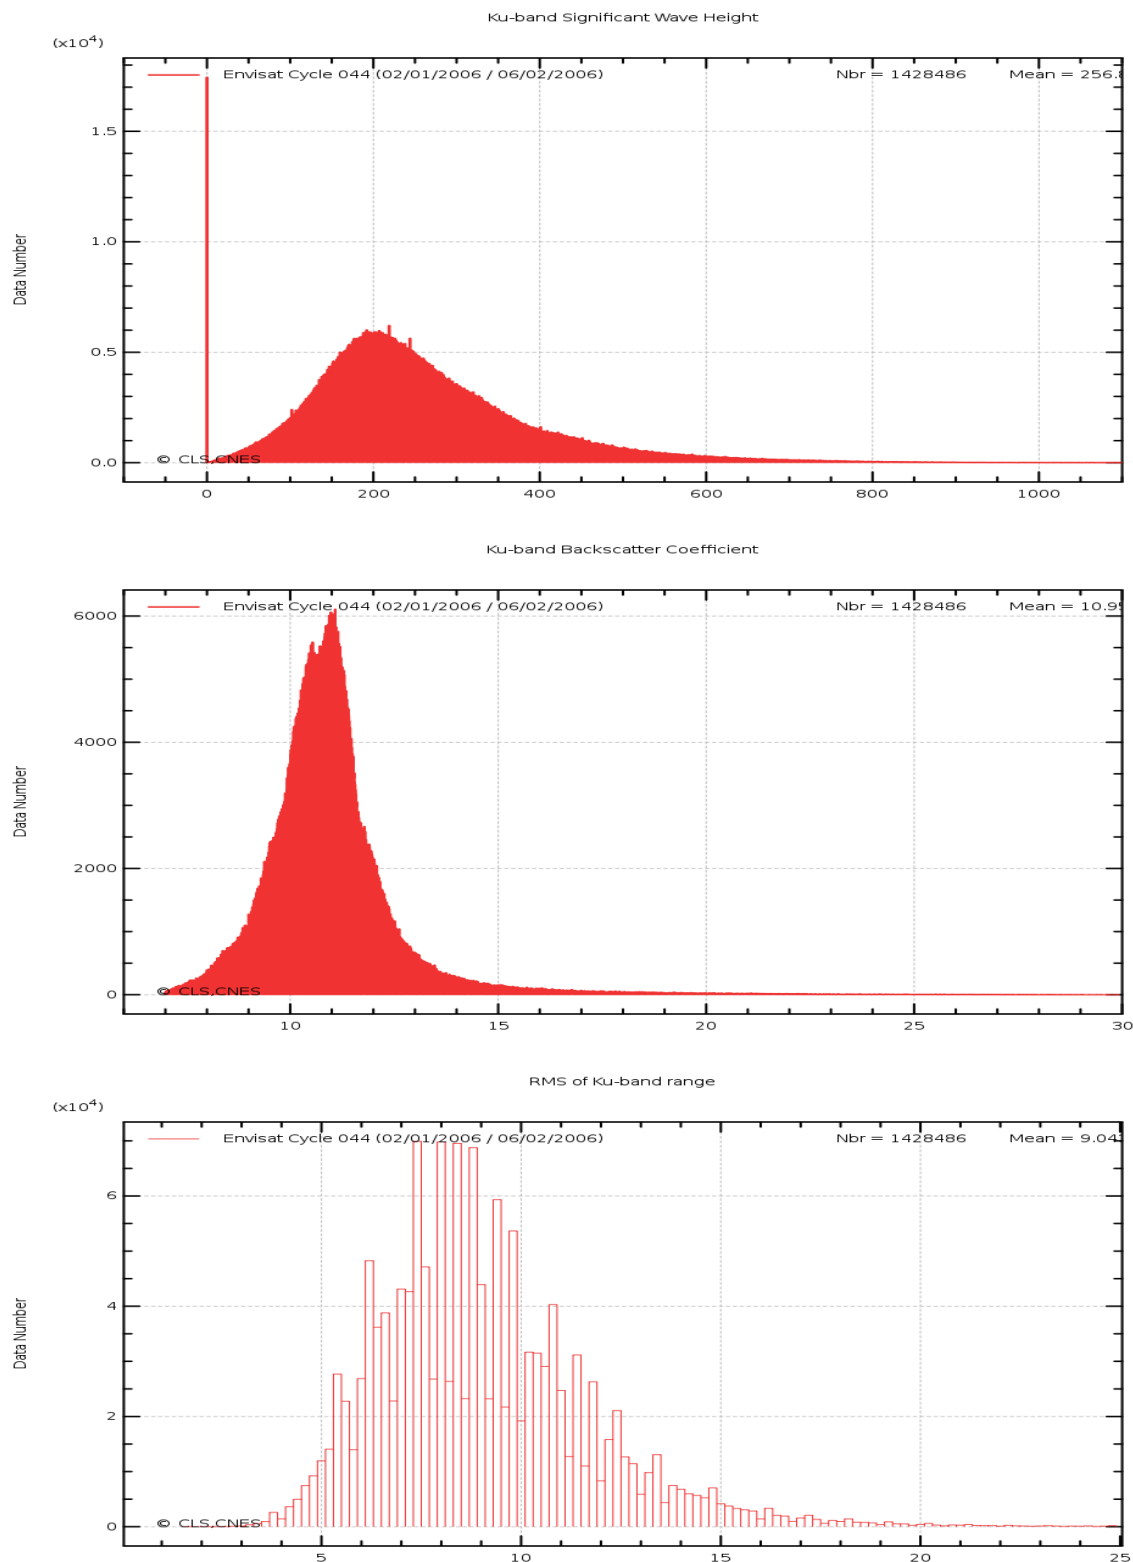 Ku-band Significant Wave Height
(x10⁴)
Envisat Cycle 044 (02/01/2006 / 06/02/2006) Nbr = 1428486 Mean = 256.8
1.5
1.0
Data Number
0.5
0.0
© CLS,CNES
0 200 400 600 800 1000
Ku-band Backscatter Coefficient
Envisat Cycle 044 (02/01/2006 / 06/02/2006) Nbr = 1428486 Mean = 10.95
6000
4000
Data Number
2000
0
© CLS,CNES
10 15 20 25 30
RMS of Ku-band range
(x10⁴)
Envisat Cycle 044 (02/01/2006 / 06/02/2006) Nbr = 1428486 Mean = 9.04
6
4
Data Number
2
0
© CLS,CNES
5 10 15 20 25